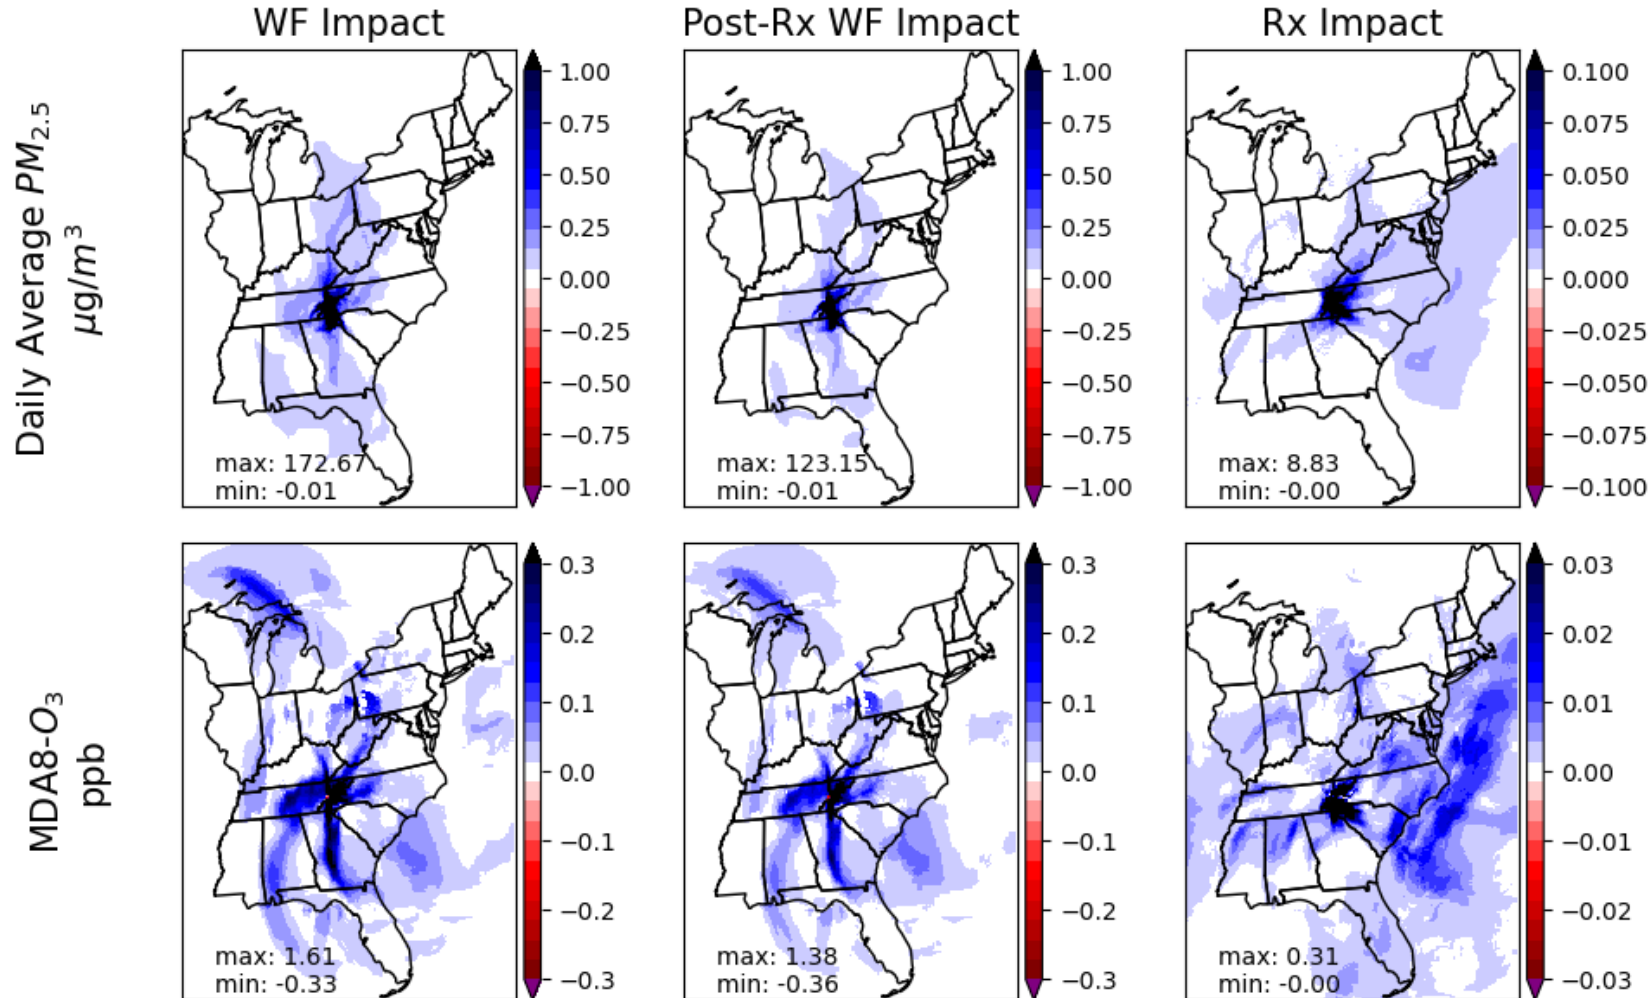 WF Impact
Post-Rx WF Impact
Rx Impact
Daily Average PM2.5
μg/m3
1.00
0.75
0.50
0.25
0.00
−0.25
−0.50
−0.75
−1.00
max: 172.67
min: -0.01
1.00
0.75
0.50
0.25
0.00
−0.25
−0.50
−0.75
−1.00
max: 123.15
min: -0.01
0.100
0.075
0.050
0.025
0.000
−0.025
−0.050
−0.075
−0.100
max: 8.83
min: -0.00
MDA8-O3
ppb
0.3
0.2
0.1
0.0
−0.1
−0.2
−0.3
max: 1.61
min: -0.33
0.3
0.2
0.1
0.0
−0.1
−0.2
−0.3
max: 1.38
min: -0.36
0.03
0.02
0.01
0.00
−0.01
−0.02
−0.03
max: 0.31
min: -0.00